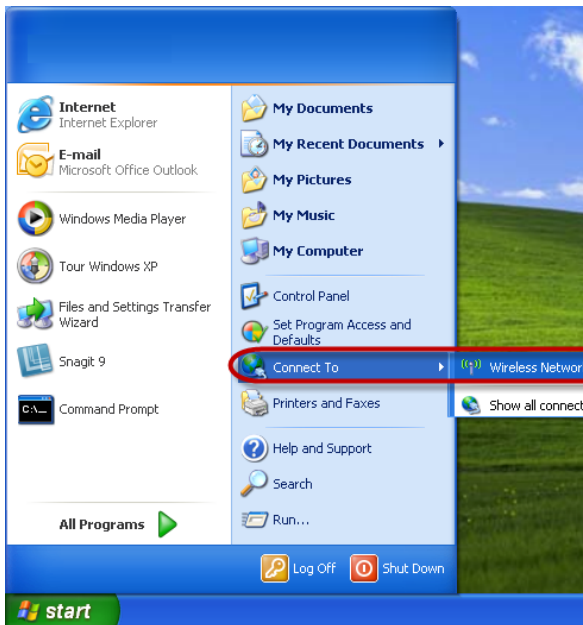 Internet
Internet Explorer
E-mail
Microsoft Office Outlook
Windows Media Player
Tour Windows XP
Files and Settings Transfer
Wizard
Snagit 9
C:\_
Command Prompt
All Programs
My Documents
My Recent Documents
My Pictures
My Music
My Computer
Control Panel
Set Program Access and
Defaults
Connect To
Printers and Faxes
Help and Support
Search
Run...
Wireless Networ
Show all connect
Log Off
Shut Down
start